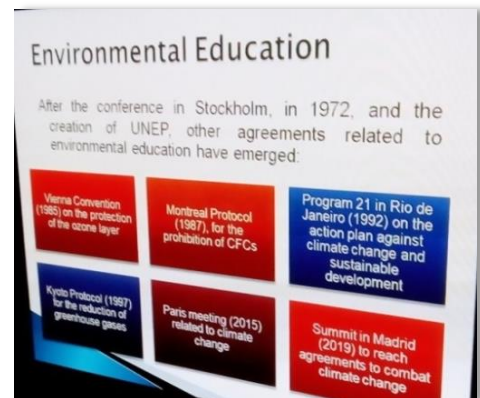 Environmental Education
After the conference in Stockholm, in 1972, and the
creation of UNEP, other agreements related to
environmental education have emerged:
Vienna Convention
(1985) on the protection
of the ozone layer
Montreal Protocol
(1987), for the
prohibition of CFCs
Program 21 in Rio de
Janeiro (1992) on the
action plan against
climate change and
sustainable
development
Kyoto Protocol (1997)
for the reduction of
greenhouse gases
Paris meeting (2015)
related to climate
change
Summit in Madrid
(2019) to reach
agreements to combat
climate change